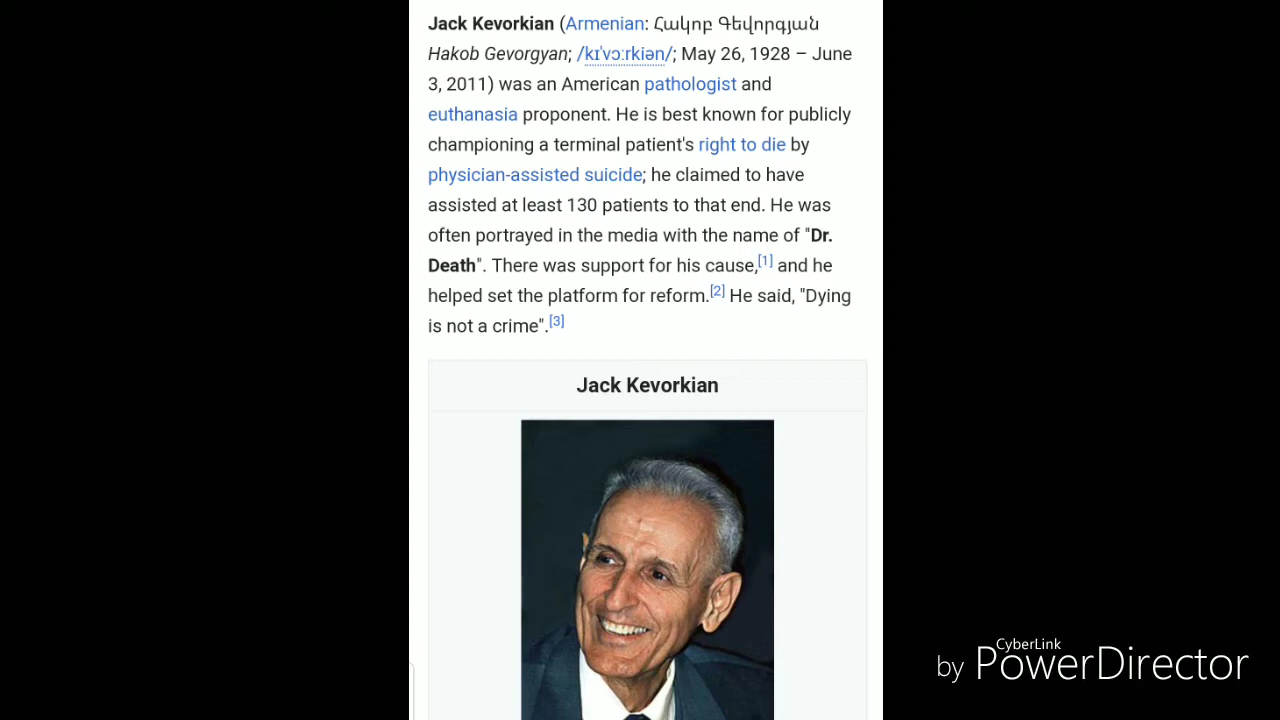 Jack Kevorkian (Armenian: Հակոբ Գեվորգյան
Hakob Gevorgyan; /kɪˈvɔːrkiən/; May 26, 1928 – June
3, 2011) was an American pathologist and
euthanasia proponent. He is best known for publicly
championing a terminal patient's right to die by
physician-assisted suicide; he claimed to have
assisted at least 130 patients to that end. He was
often portrayed in the media with the name of "Dr.
Death". There was support for his cause,[1] and he
helped set the platform for reform.[2] He said, "Dying
is not a crime".[3]
Jack Kevorkian
CyberLink
by PowerDirector